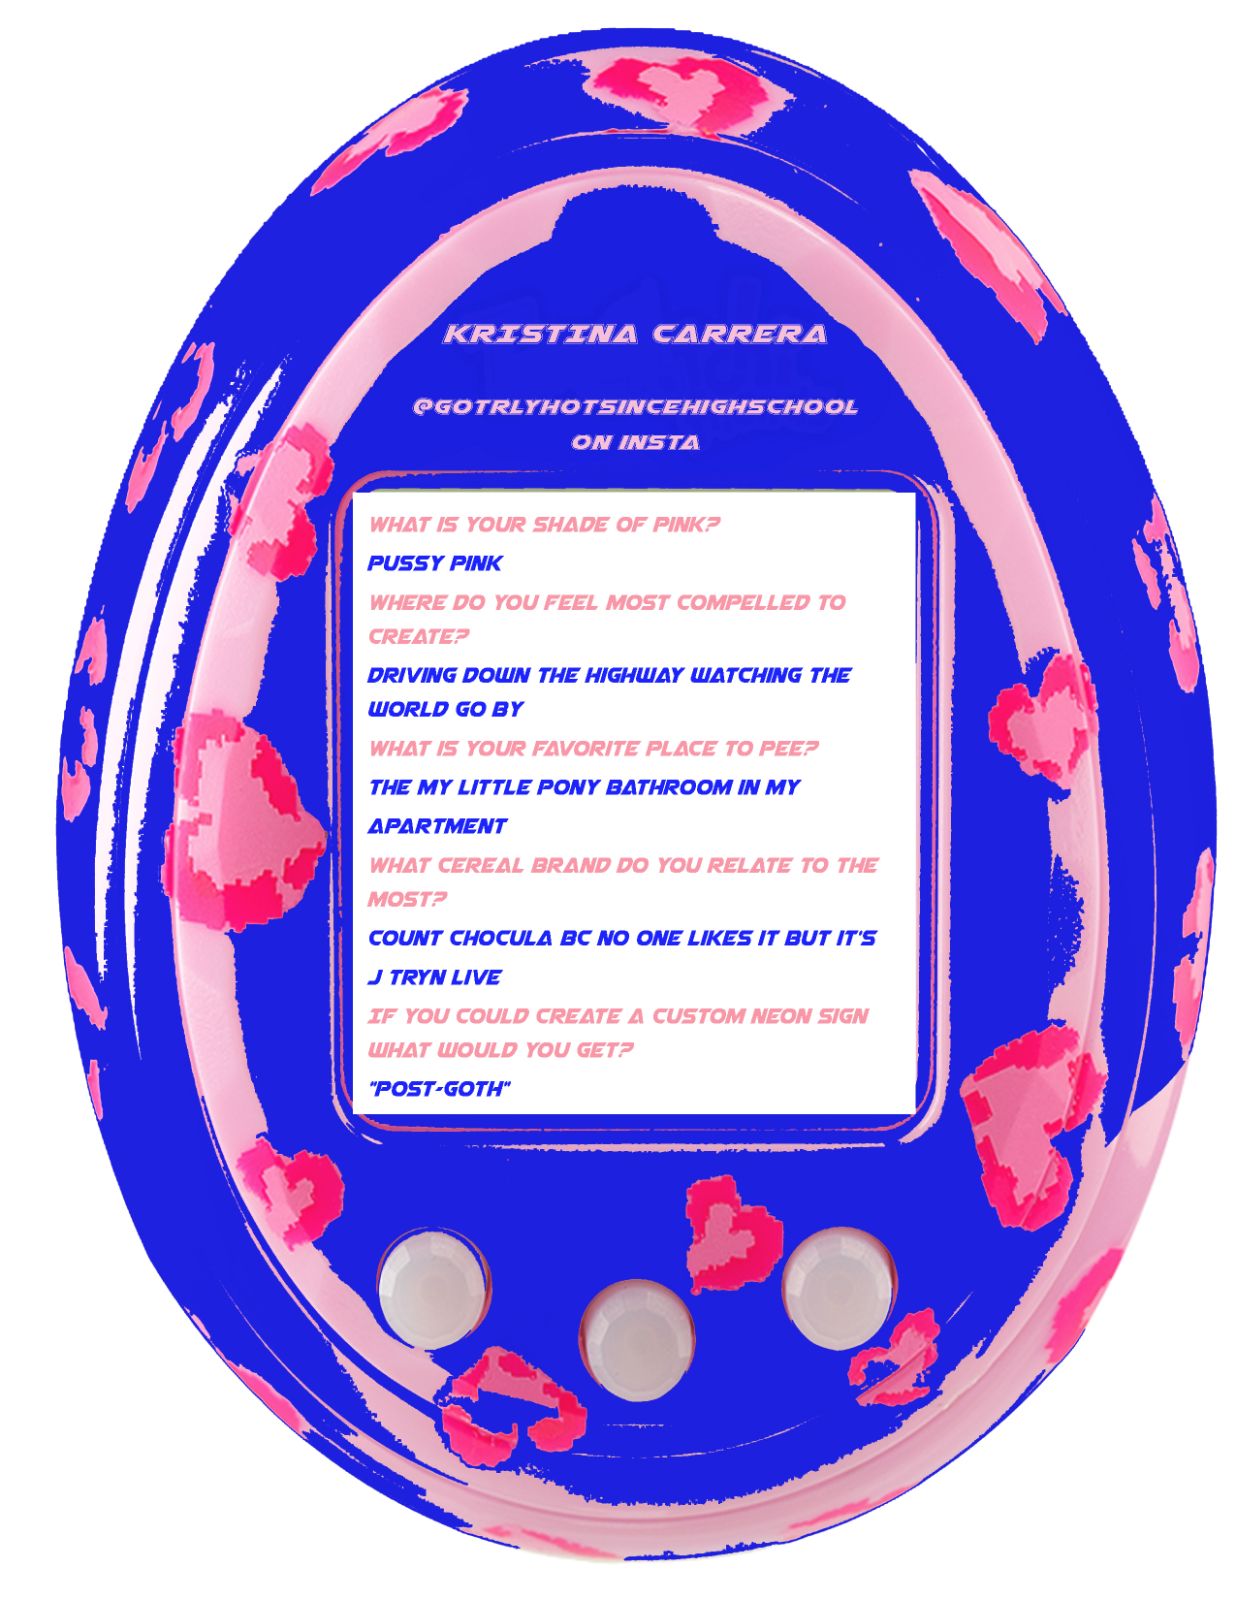 KRISTINA CARRERA
@GOTRLYHOTSINCEHIGHSCHOOL
ON INSTA
WHAT IS YOUR SHADE OF PINK?
PUSSY PINK
WHERE DO YOU FEEL MOST COMPELLED TO
CREATE?
DRIVING DOWN THE HIGHWAY WATCHING THE
WORLD GO BY
WHAT IS YOUR FAVORITE PLACE TO PEE?
THE MY LITTLE PONY BATHROOM IN MY
APARTMENT
WHAT CEREAL BRAND DO YOU RELATE TO THE
MOST?
COUNT CHOCULA BC NO ONE LIKES IT BUT IT'S
J TRYN LIVE
IF YOU COULD CREATE A CUSTOM NEON SIGN
WHAT WOULD YOU GET?
"POST-GOTH"